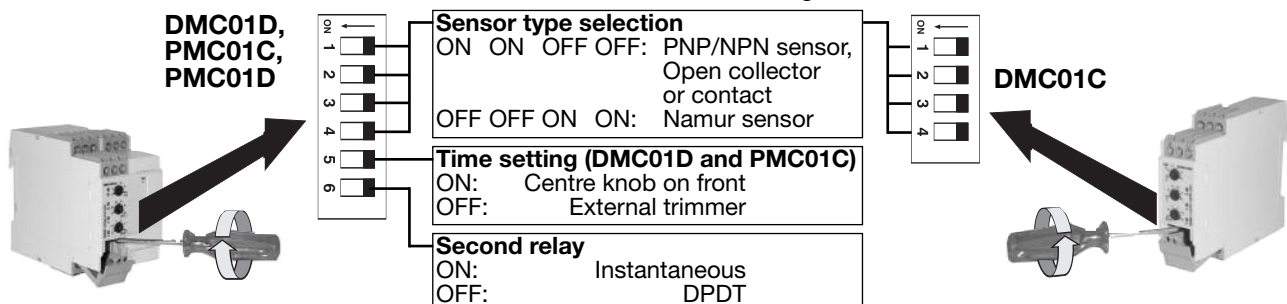 DMC01D,
PMC01C,
PMC01D
ON
1
2
3
4
5
6
Sensor type selection
ON ON OFF OFF: PNP/NPN sensor,
Open collector
or contact
OFF OFF ON ON: Namur sensor
Time setting (DMC01D and PMC01C)
ON: Centre knob on front
OFF: External trimmer
Second relay
ON: Instantaneous
OFF: DPDT
ON
1
2
3
4
DMC01C